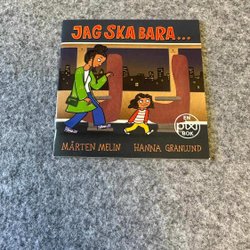 JAG SKA BARA...
EN
pixi
BOK
MÅRTEN MELIN HANNA GRANLUND